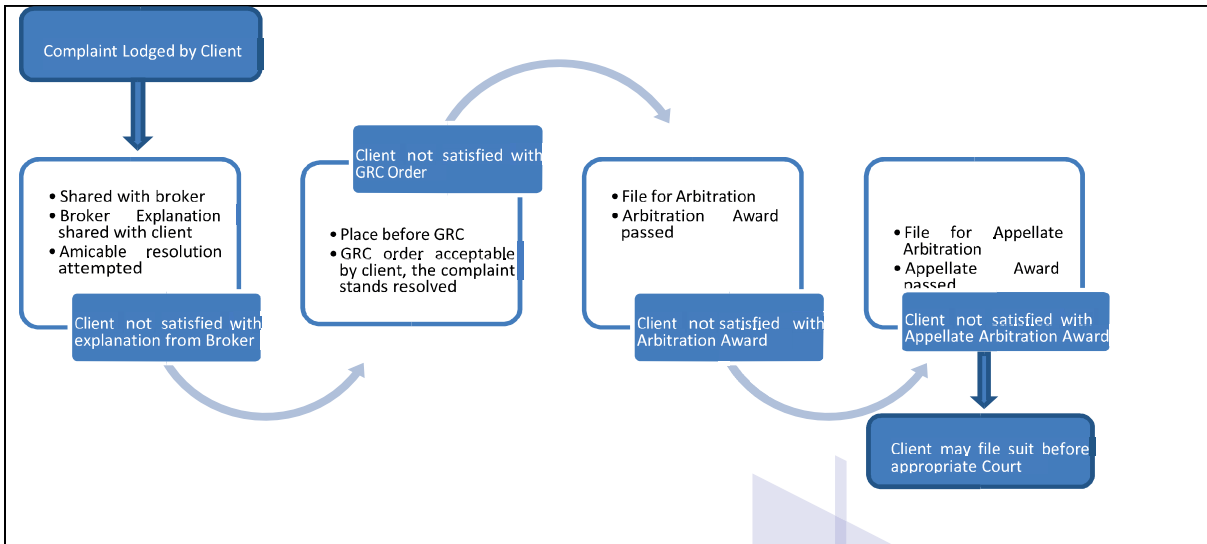 Complaint Lodged by Client
• Shared with broker
• Broker Explanation
shared with client
• Amicable resolution
attempted
Client not satisfied with
explanation from Broker
Client not satisfied with
GRC Order
• Place before GRC
• GRC order acceptable
by client, the complaint
stands resolved
• File for Arbitration
• Arbitration Award
passed
Client not satisfied with
Arbitration Award
• File for Appellate
Arbitration
• Appellate Award
passed
Client not satisfied with
Appellate Arbitration Award
Client may file suit before
appropriate Court